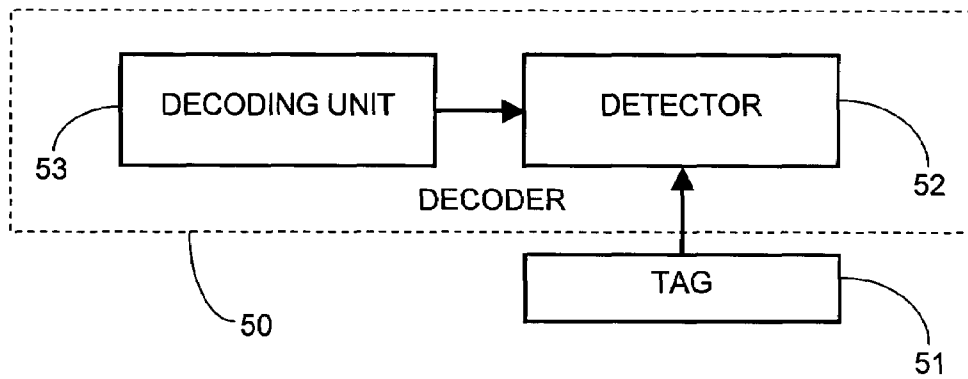 DECODING UNIT
DETECTOR
53
52
DECODER
TAG
50
51